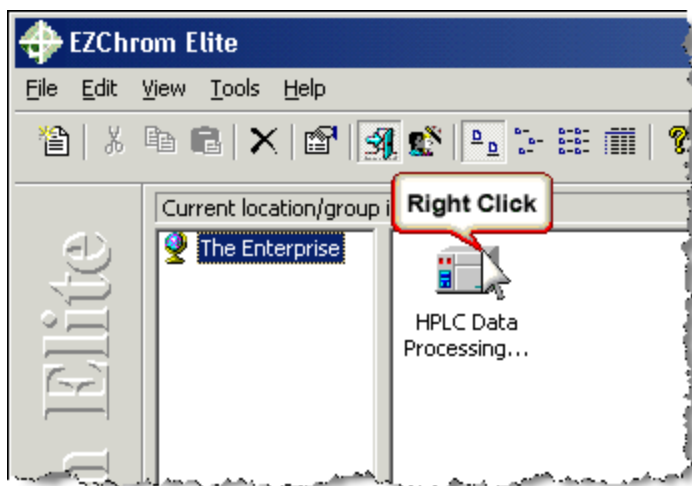 EZChrom Elite
File Edit View Tools Help
Current location/group i
Right Click
The Enterprise
HPLC Data
Processing...
n Elite